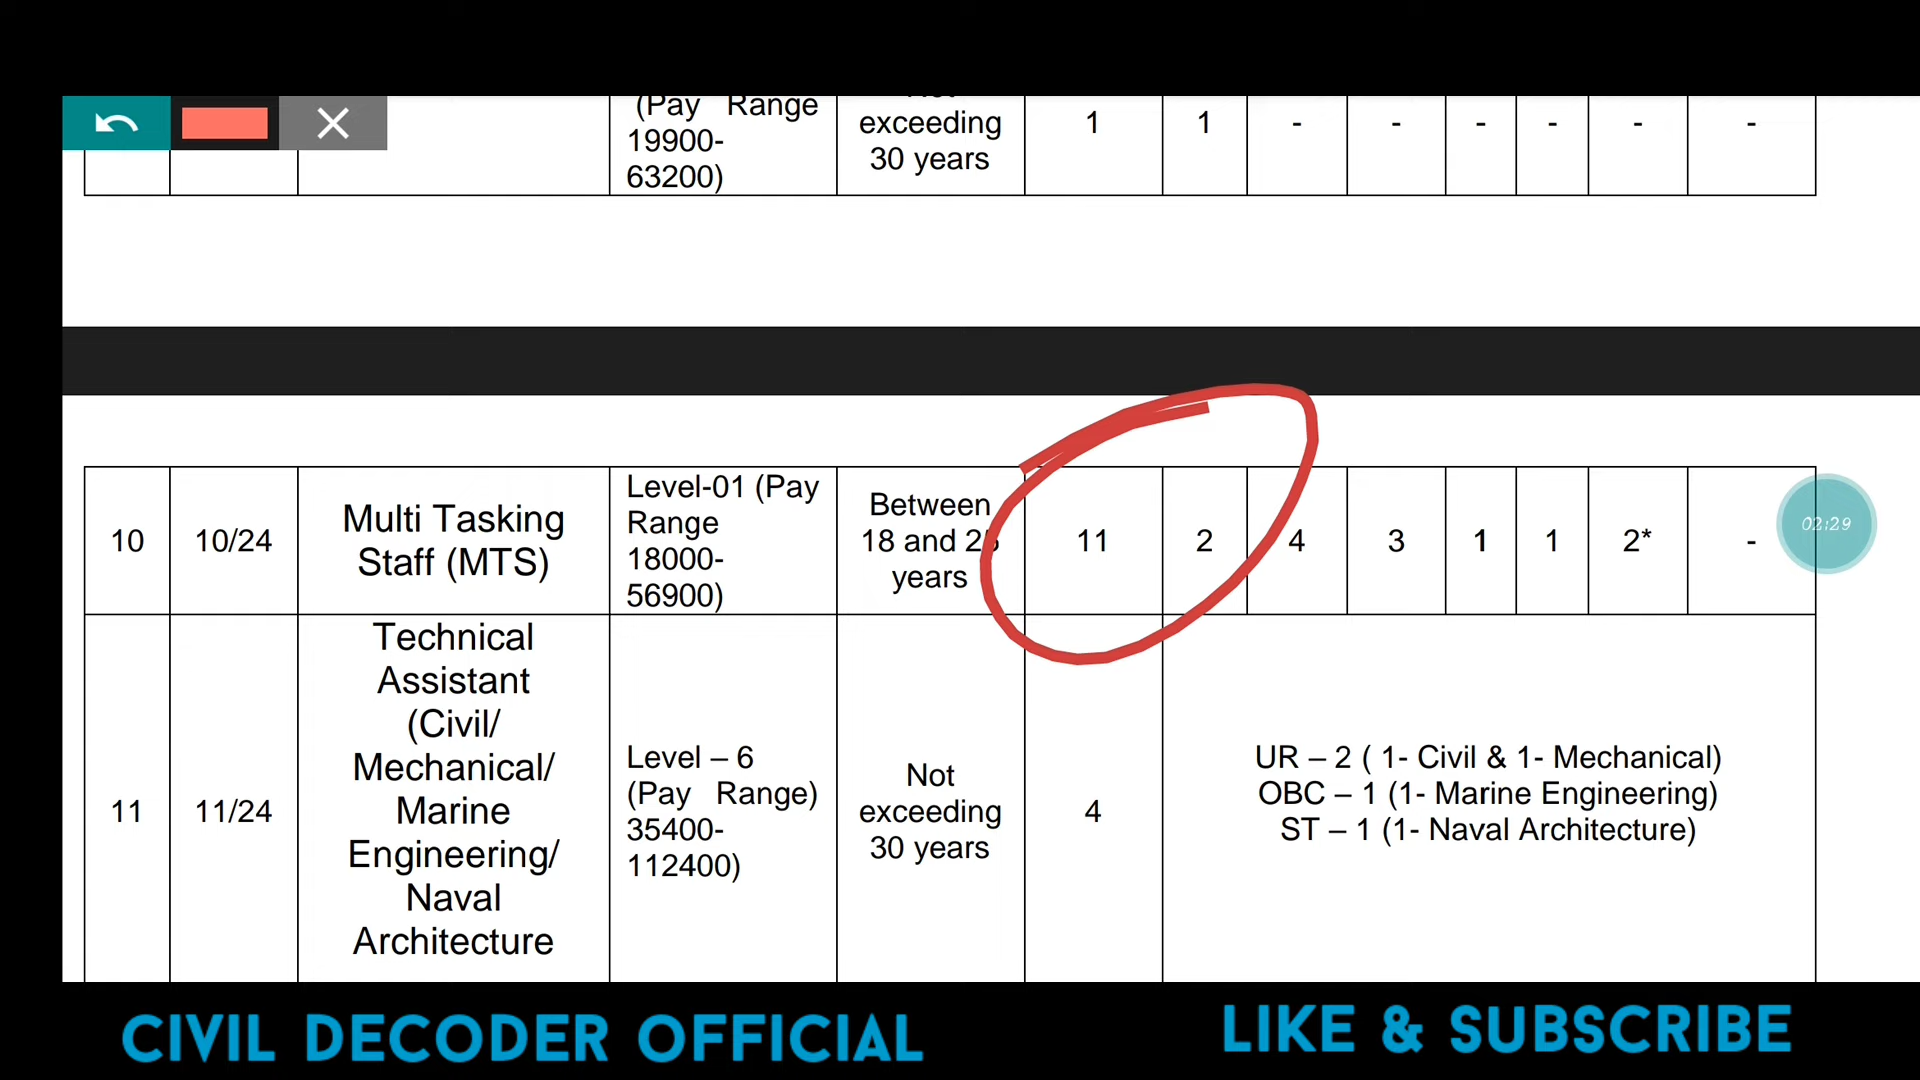 (Pay Range
19900-
63200)
exceeding
30 years
1 1 - - - - - -
10 10/24
Multi Tasking
Staff (MTS)
Level-01 (Pay
Range
18000-
56900)
Between
18 and 25
years
11 2 4 3 1 1 2* -
02:29
11 11/24
Technical
Assistant
(Civil/
Mechanical/
Marine
Engineering/
Naval
Architecture
Level – 6
(Pay Range)
35400-
112400)
Not
exceeding
30 years
4
UR – 2 ( 1- Civil & 1- Mechanical)
OBC – 1 (1- Marine Engineering)
ST – 1 (1- Naval Architecture)
CIVIL DECODER OFFICIAL
LIKE & SUBSCRIBE